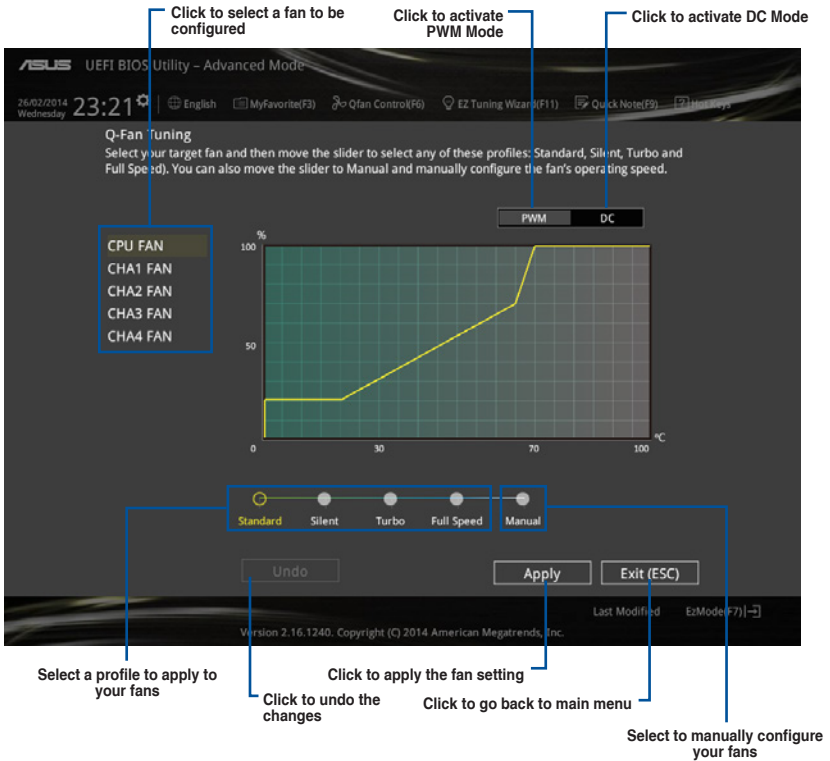 Click to select a fan to be
configured
Click to activate
PWM Mode
Click to activate DC Mode
ASUS UEFI BIOS Utility – Advanced Mode
26/02/2014
Wednesday
23:21
English
MyFavorite(F3)
Qfan Control(F6)
EZ Tuning Wizard(F11)
Quick Note(F9)
Hot Keys
Q-Fan Tuning
Select your target fan and then move the slider to select any of these profiles: Standard, Silent, Turbo and
Full Speed). You can also move the slider to Manual and manually configure the fan's operating speed.
PWM
DC
CPU FAN
CHA1 FAN
CHA2 FAN
CHA3 FAN
CHA4 FAN
%
100
50
0
30
70
100
°C
Standard
Silent
Turbo
Full Speed
Manual
Undo
Apply
Exit (ESC)
Last Modified
EzMode(F7)
Version 2.16.1240. Copyright (C) 2014 American Megatrends, Inc.
Select a profile to apply to
your fans
Click to undo the
changes
Click to apply the fan setting
Click to go back to main menu
Select to manually configure
your fans